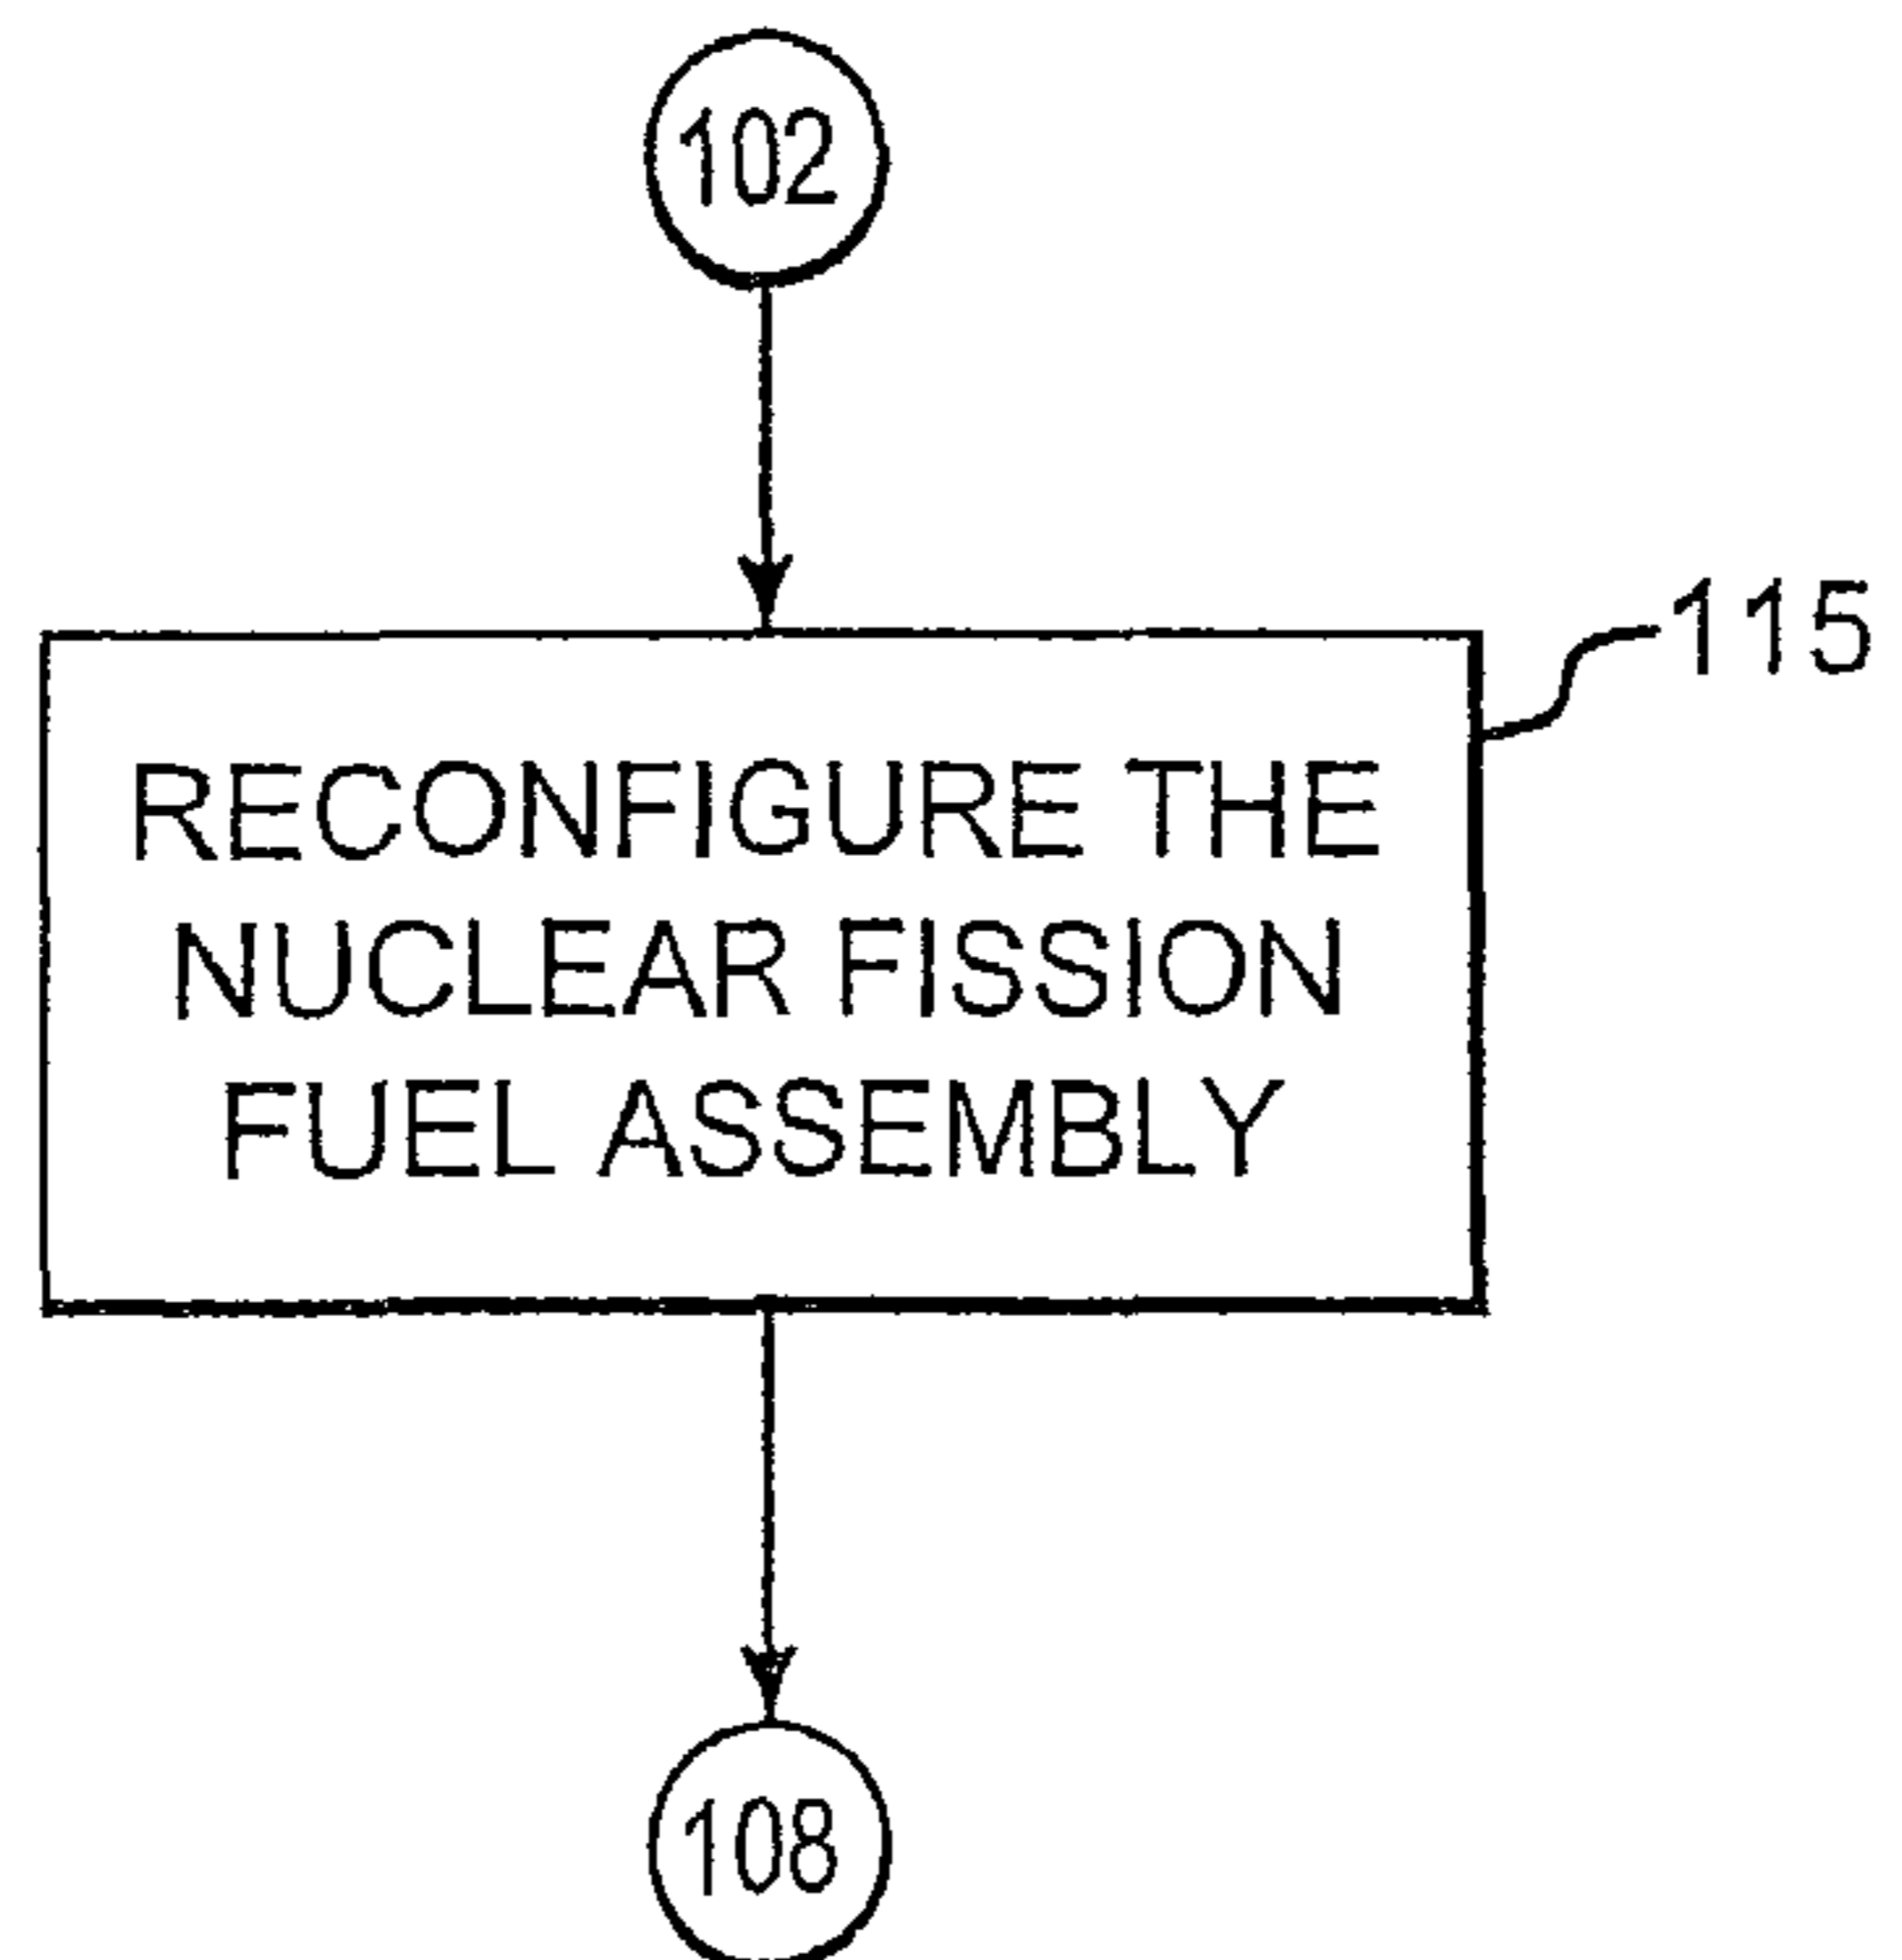 102
115
RECONFIGURE THE
NUCLEAR FISSION
FUEL ASSEMBLY
108